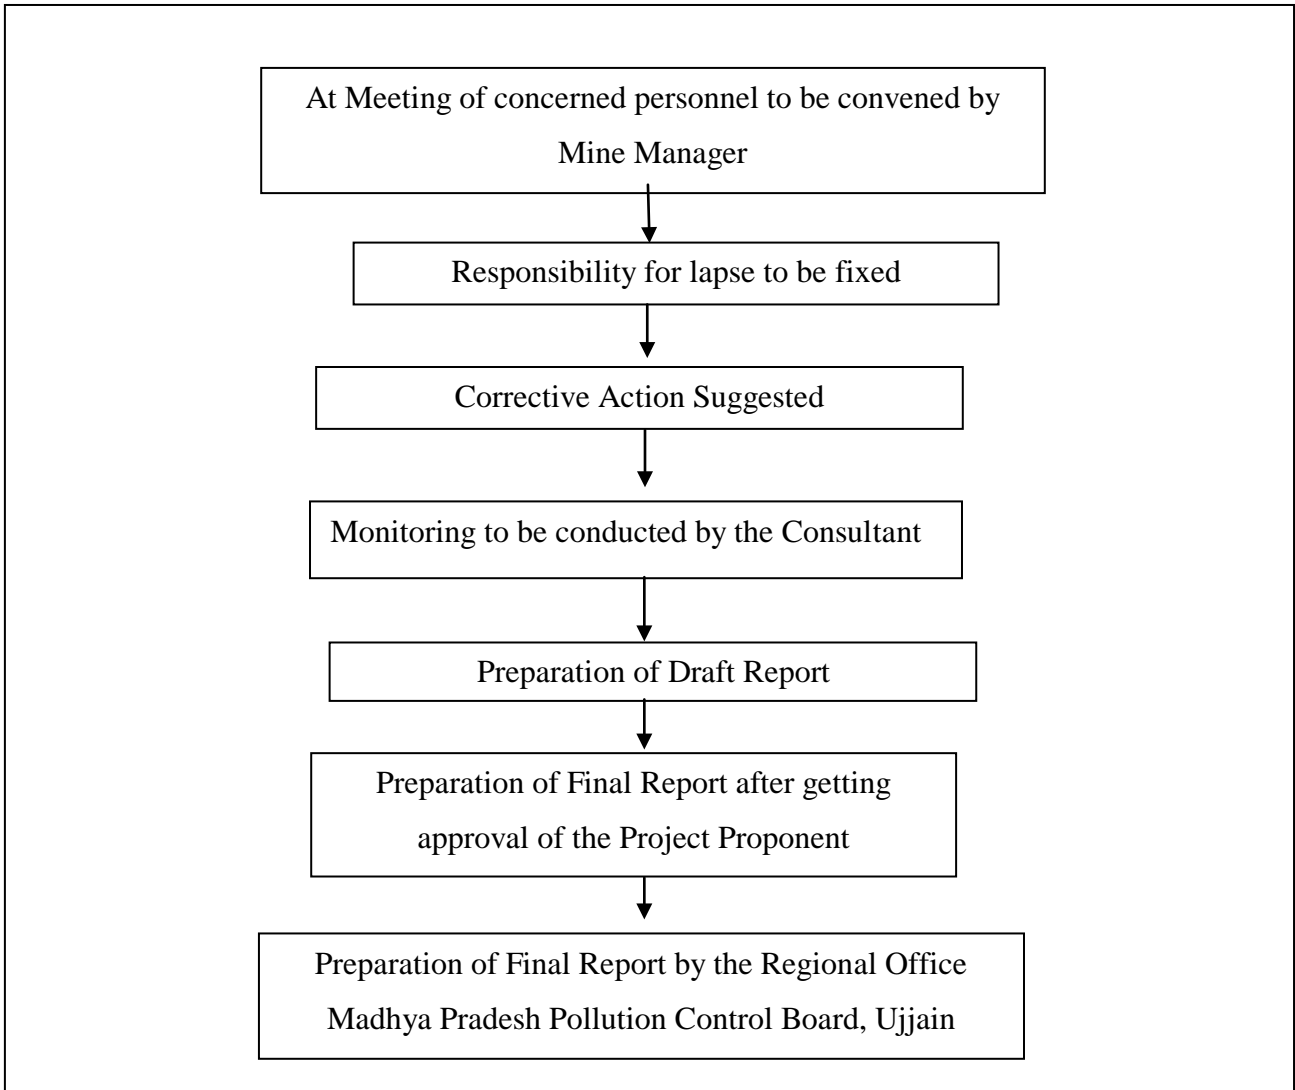 At Meeting of concerned personnel to be convened by
Mine Manager
Responsibility for lapse to be fixed
Corrective Action Suggested
Monitoring to be conducted by the Consultant
Preparation of Draft Report
Preparation of Final Report after getting
approval of the Project Proponent
Preparation of Final Report by the Regional Office
Madhya Pradesh Pollution Control Board, Ujjain